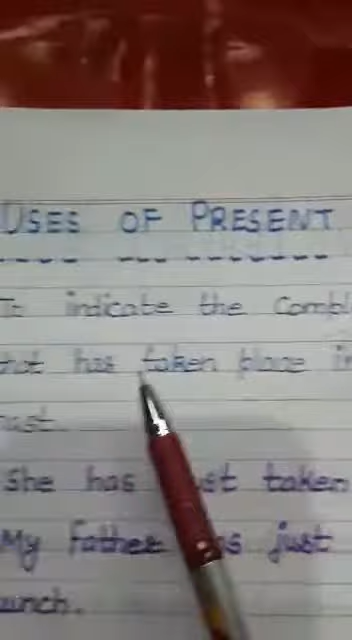 USES OF PRESENT
To indicate the Compl
that has taken place in
past.
She has just taken
My Father has just
Lunch.